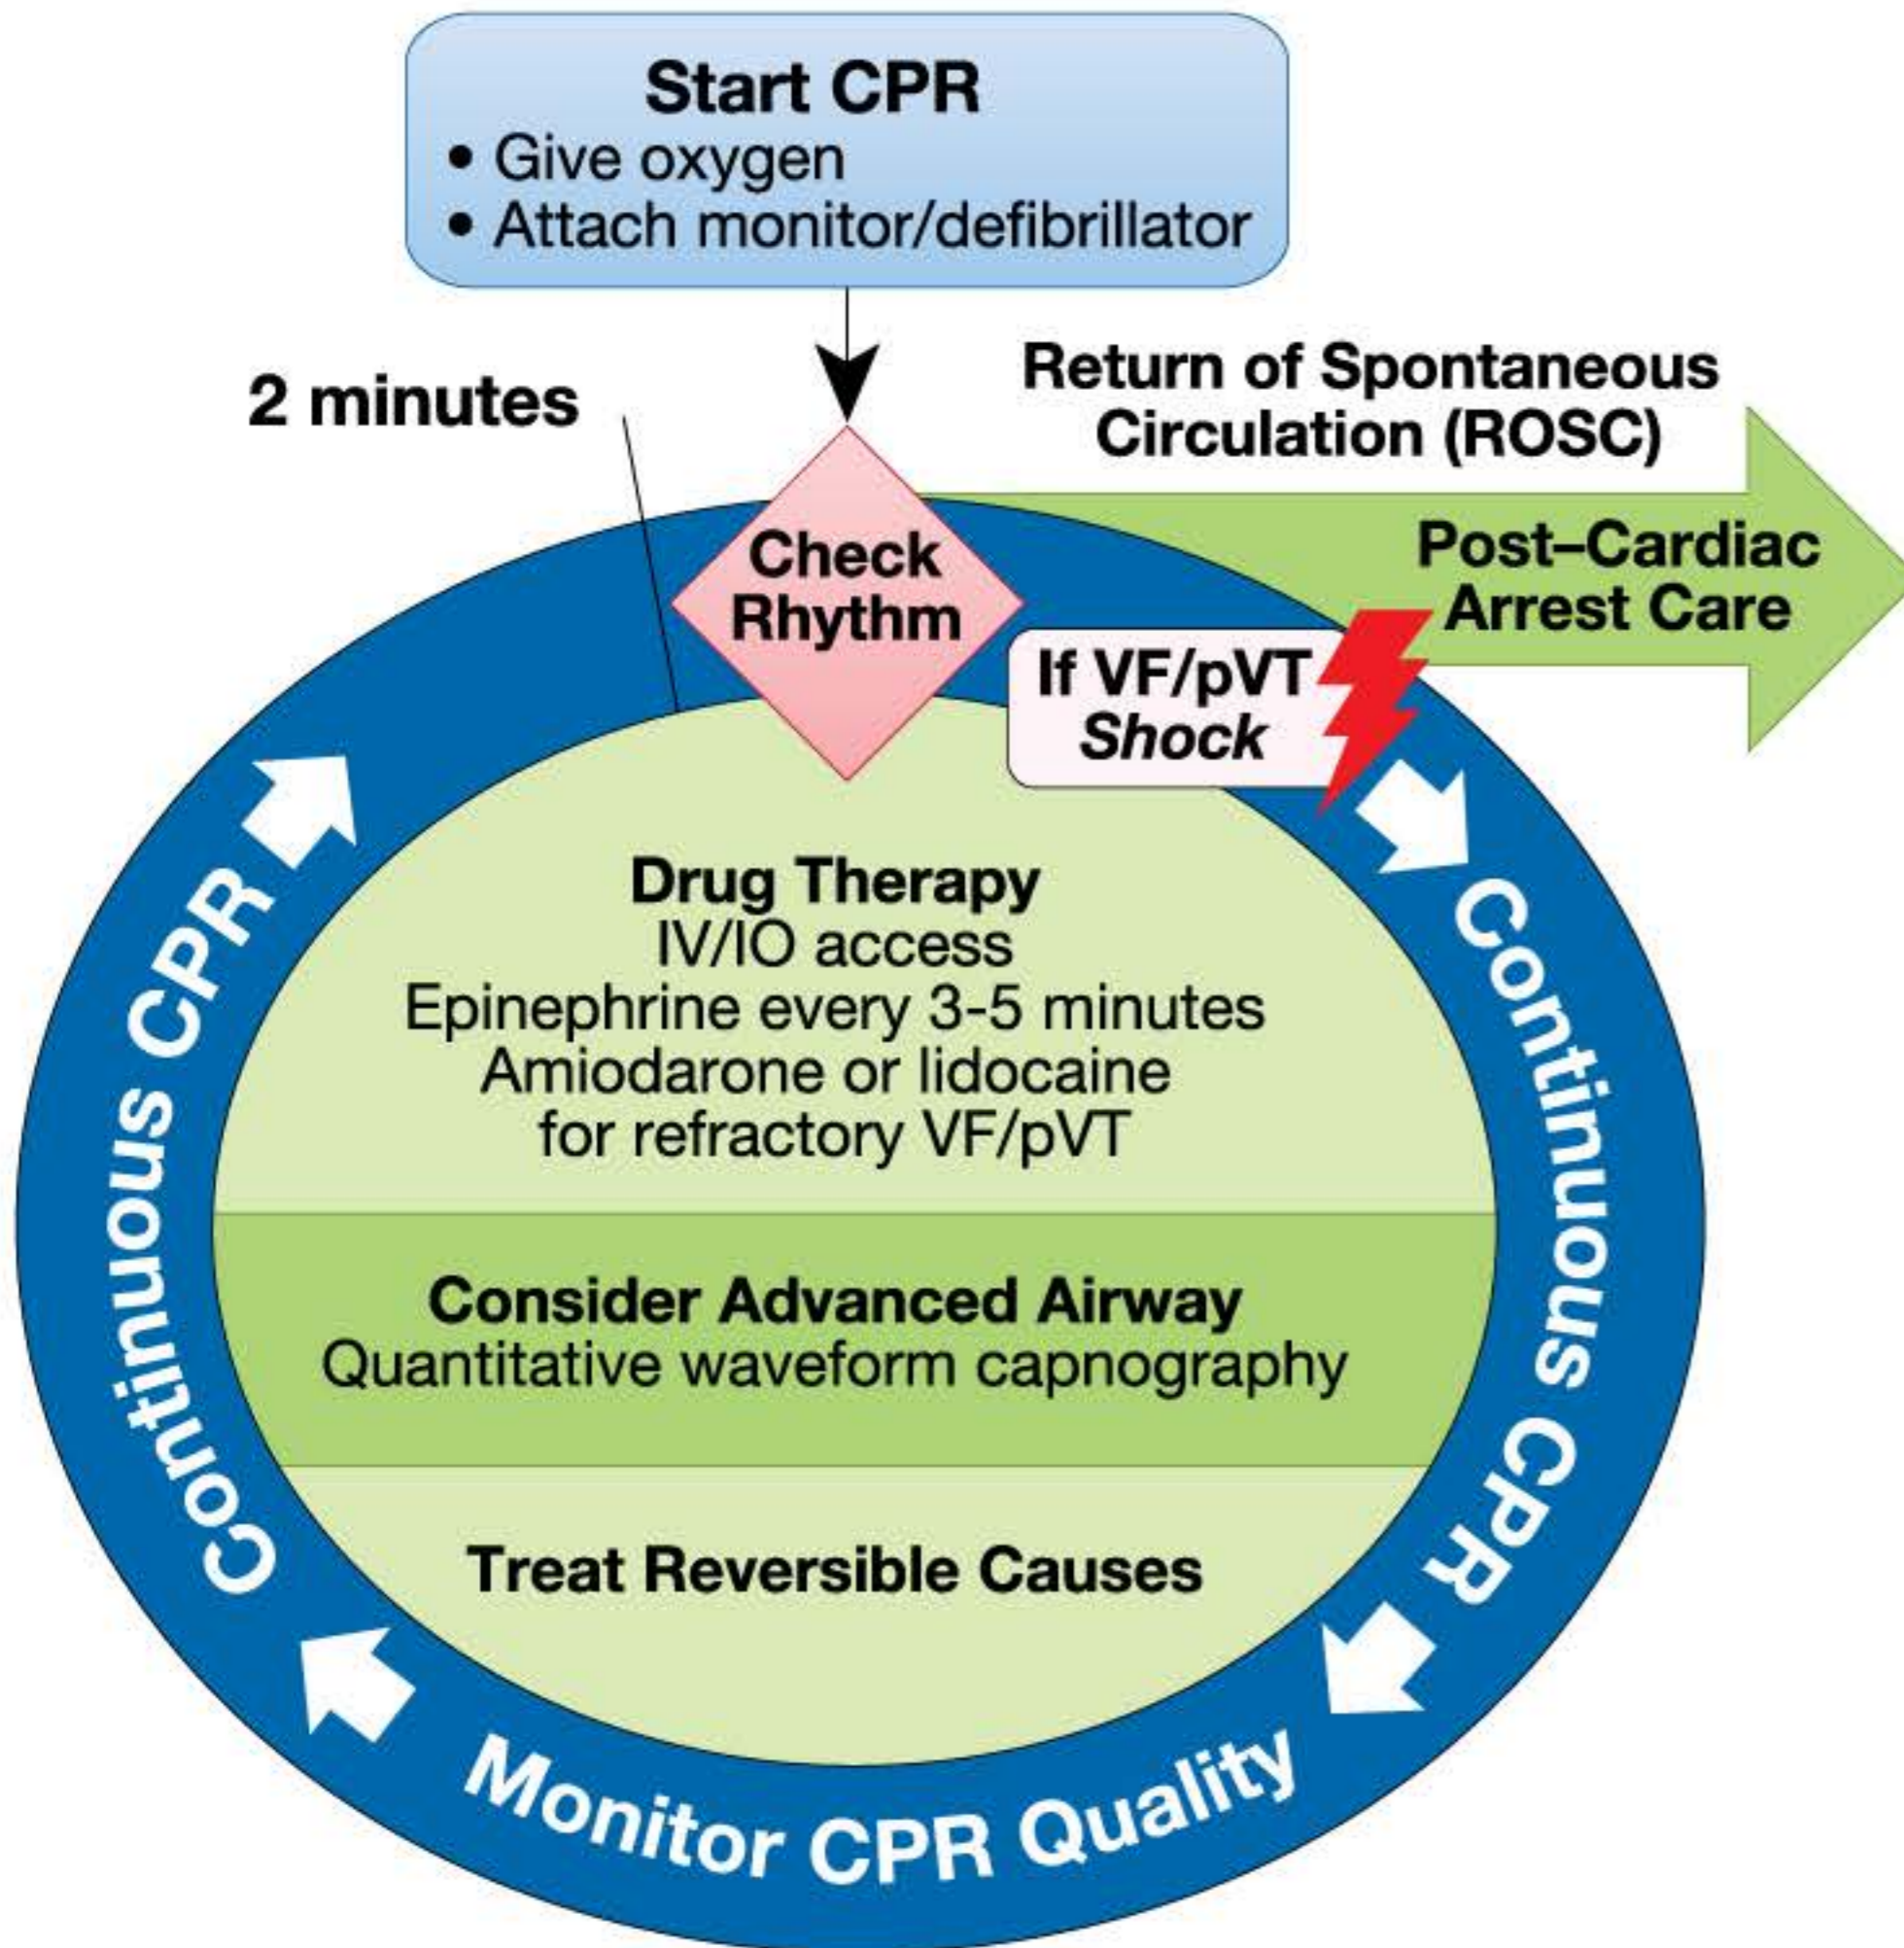 Start CPR
• Give oxygen
• Attach monitor/defibrillator
2 minutes
Return of Spontaneous
Circulation (ROSC)
Check
Rhythm
Post–Cardiac
Arrest Care
If VF/pVT
Shock
Continuous CPR
Monitor CPR Quality
Continuous CPR
Drug Therapy
IV/IO access
Epinephrine every 3-5 minutes
Amiodarone or lidocaine
for refractory VF/pVT
Consider Advanced Airway
Quantitative waveform capnography
Treat Reversible Causes